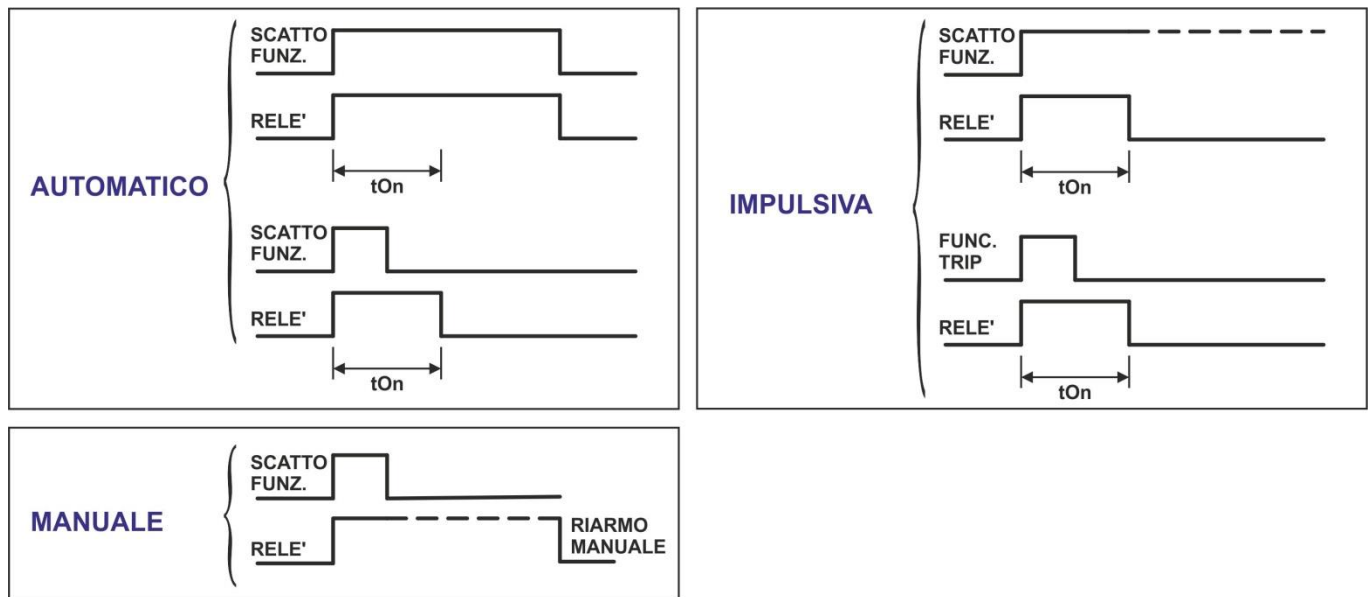 AUTOMATICO
SCATTO
FUNZ.
RELE'
tOn
SCATTO
FUNZ.
RELE'
tOn
IMPULSIVA
SCATTO
FUNZ.
RELE'
tOn
FUNC.
TRIP
RELE'
tOn
MANUALE
SCATTO
FUNZ.
RELE'
RIARMO
MANUALE